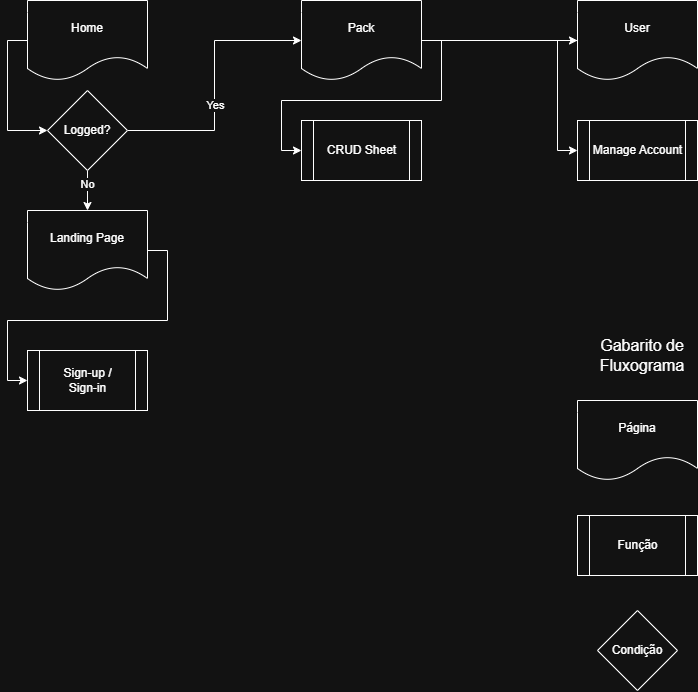 Home
Pack
User
Logged?
Yes
CRUD Sheet
Manage Account
No
Landing Page
Sign-up /
Sign-in
Gabarito de
Fluxograma
Página
Função
Condição